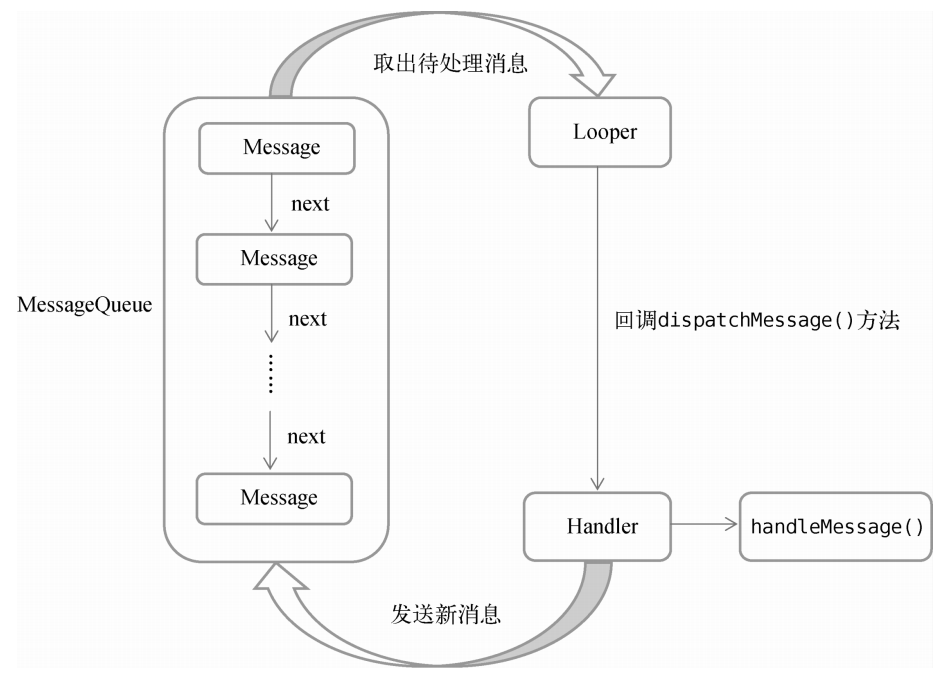 取出待处理消息
Message
Looper
next
Message
MessageQueue
next
回调dispatchMessage()方法
......
next
Message
Handler
handleMessage()
发送新消息